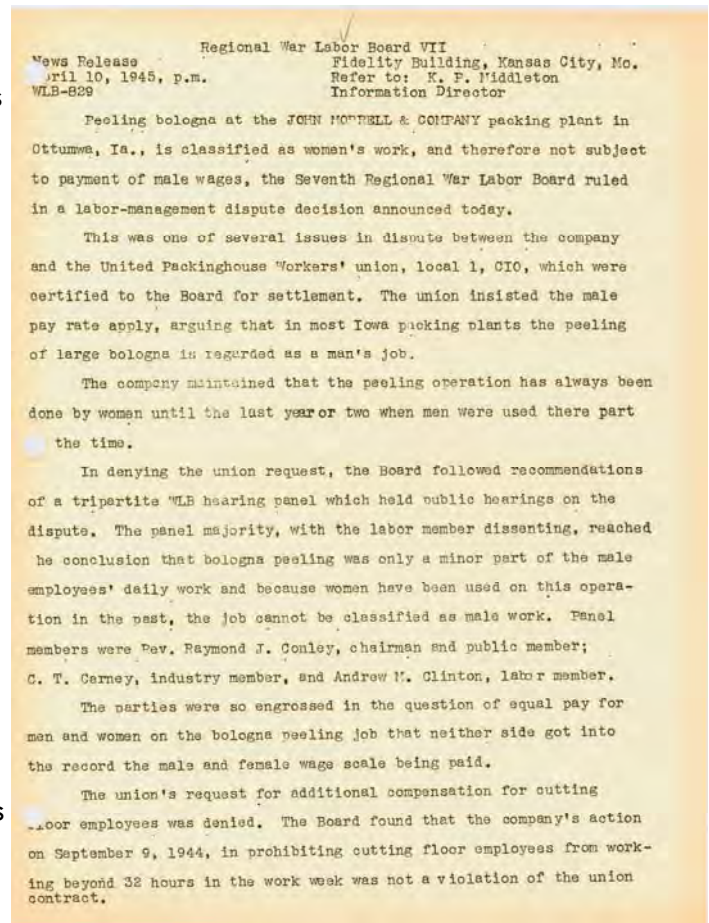 Regional War Labor Board VII
News Release Fidelity Building, Kansas City, Mo.
April 10, 1945, p.m. Refer to: K. P. Middleton
WLB-829 Information Director
Peeling bologna at the JOHN MORRELL & COMPANY packing plant in
Ottumwa, Ia., is classified as women's work, and therefore not subject
to payment of male wages, the Seventh Regional War Labor Board ruled
in a labor-management dispute decision announced today.
This was one of several issues in dispute between the company
and the United Packinghouse Workers' union, local 1, CIO, which were
certified to the Board for settlement. The union insisted the male
pay rate apply, arguing that in most Iowa packing plants the peeling
of large bologna is regarded as a man's job.
The company maintained that the peeling operation has always been
done by women until the last year or two when men were used there part
the time.
In denying the union request, the Board followed recommendations
of a tripartite WLB hearing panel which held public hearings on the
dispute. The panel majority, with the labor member dissenting, reached
he conclusion that bologna peeling was only a minor part of the male
employees' daily work and because women have been used on this opera-
tion in the past, the job cannot be classified as male work. Panel
members were Rev. Raymond J. Conley, chairman and public member;
C. T. Carney, industry member, and Andrew M. Clinton, labor member.
The parties were so engrossed in the question of equal pay for
men and women on the bologna peeling job that neither side got into
the record the male and female wage scale being paid.
The union's request for additional compensation for cutting
floor employees was denied. The Board found that the company's action
on September 9, 1944, in prohibiting cutting floor employees from work-
ing beyond 32 hours in the work week was not a violation of the union
contract.